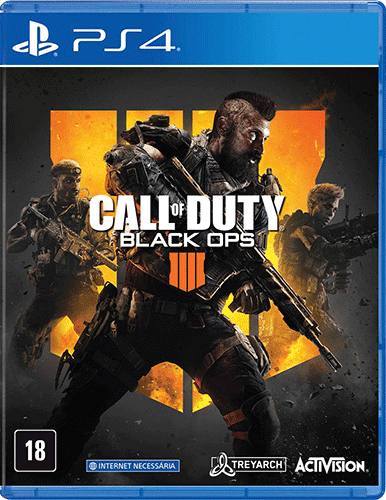 PS4
CALL OF DUTY®
BLACK OPS
IIII
18
INTERNET NECESSÁRIA
TREYARCH
ACTIVISION®